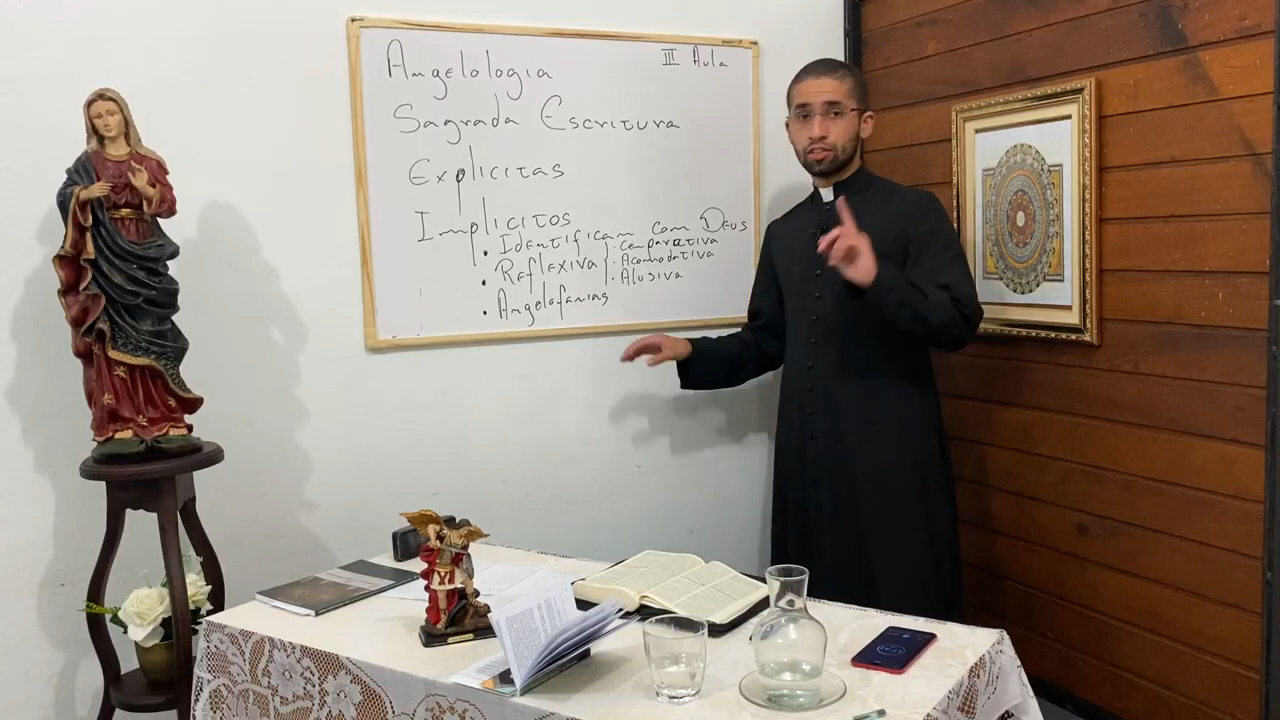 Angelologia III Aula
Sagrada Escritura
Explicitas
Implicitos
• Identificam com Deus
• Reflexiva } • Comparativa
• Acomodativa
• Alusiva
• Angelofanias